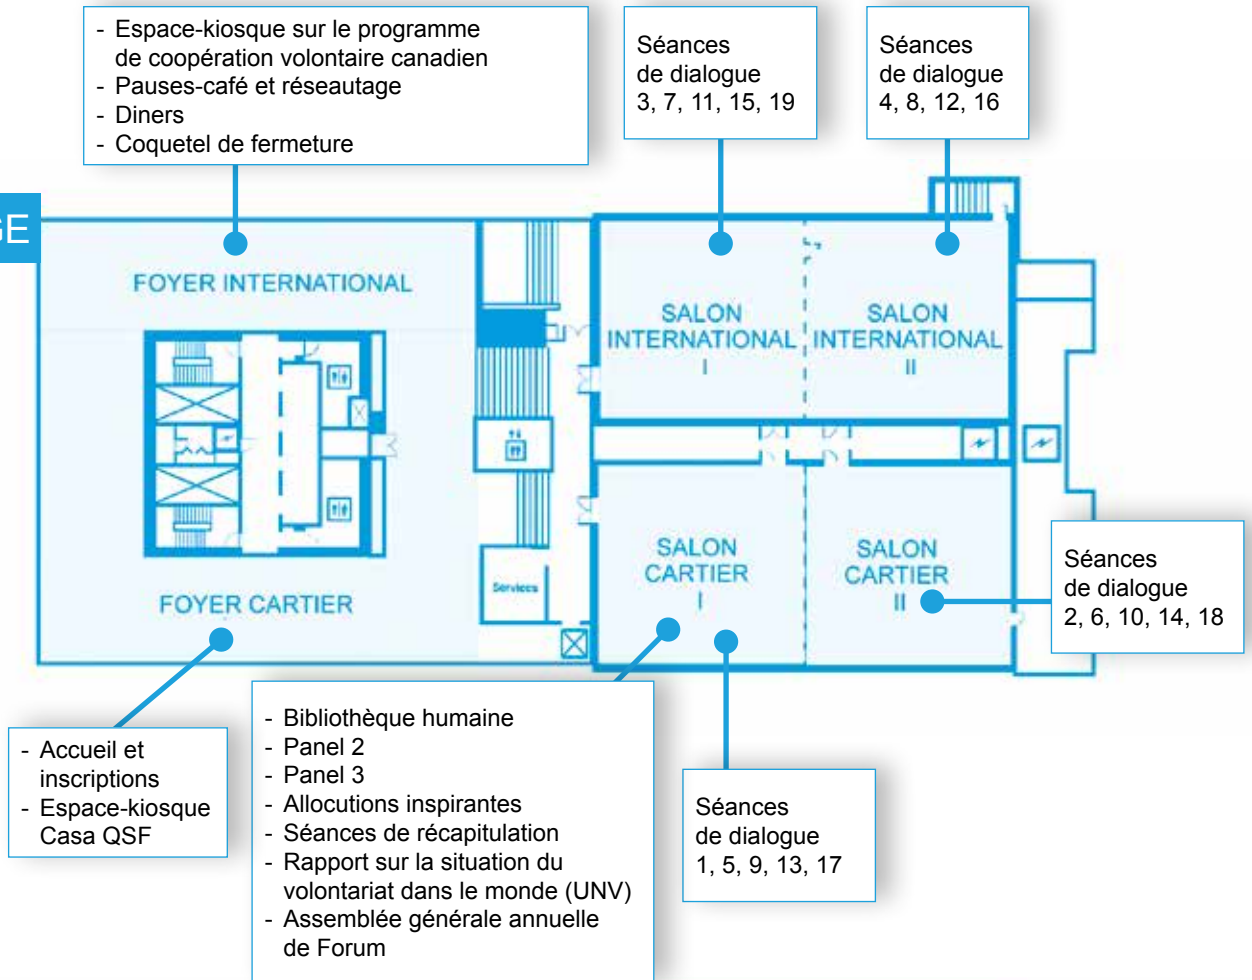 - Espace-kiosque sur le programme
de coopération volontaire canadien
- Pauses-café et réseautage
- Diners
- Coquetel de fermeture
Séances
de dialogue
3, 7, 11, 15, 19
Séances
de dialogue
4, 8, 12, 16
GE
FOYER INTERNATIONAL
SALON
INTERNATIONAL
I
SALON
INTERNATIONAL
II
SALON
CARTIER
I
SALON
CARTIER
II
Services
FOYER CARTIER
Séances
de dialogue
2, 6, 10, 14, 18
- Accueil et
inscriptions
- Espace-kiosque
Casa QSF
- Bibliothèque humaine
- Panel 2
- Panel 3
- Allocutions inspirantes
- Séances de récapitulation
- Rapport sur la situation du
volontariat dans le monde (UNV)
- Assemblée générale annuelle
de Forum
Séances
de dialogue
1, 5, 9, 13, 17